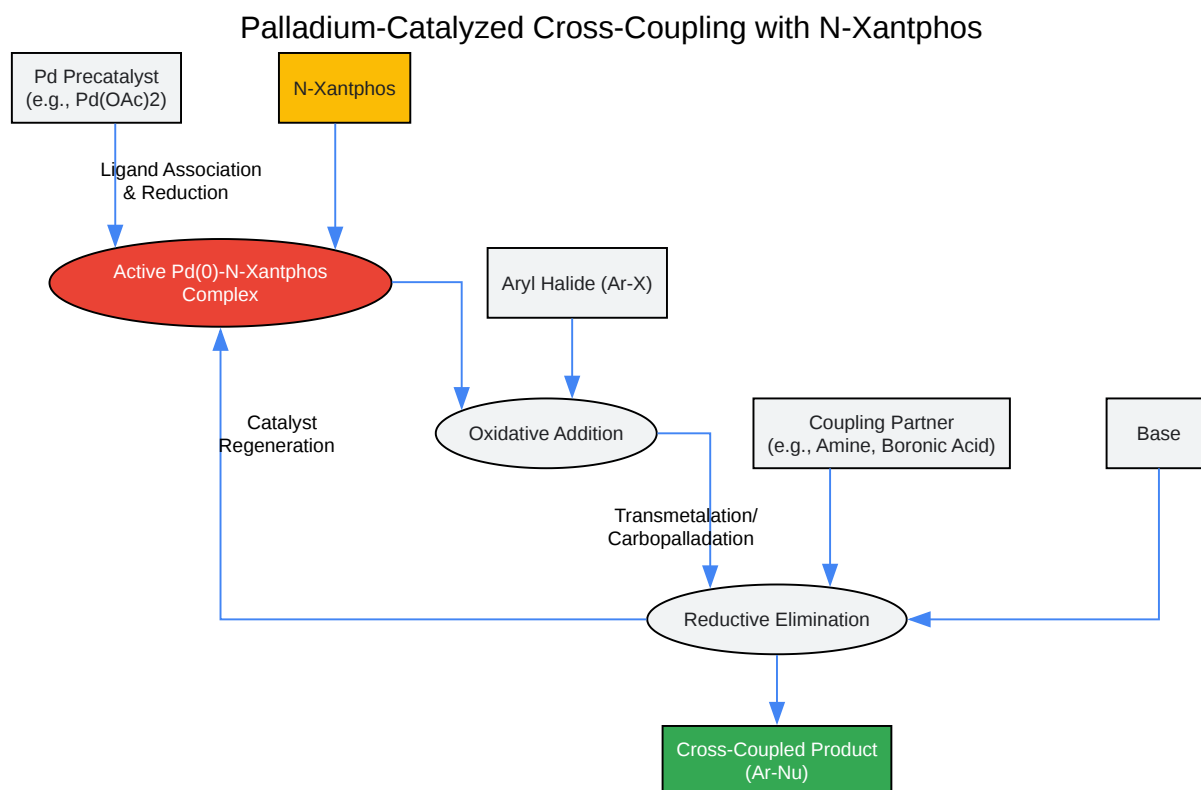 Palladium-Catalyzed Cross-Coupling with N-Xantphos
Pd Precatalyst
(e.g., Pd(OAc)2)
N-Xantphos
Ligand Association
& Reduction
Active Pd(0)-N-Xantphos
Complex
Aryl Halide (Ar-X)
Catalyst
Regeneration
Oxidative Addition
Coupling Partner
(e.g., Amine, Boronic Acid)
Base
Transmetalation/
Carbopalladation
Reductive Elimination
Cross-Coupled Product
(Ar-Nu)